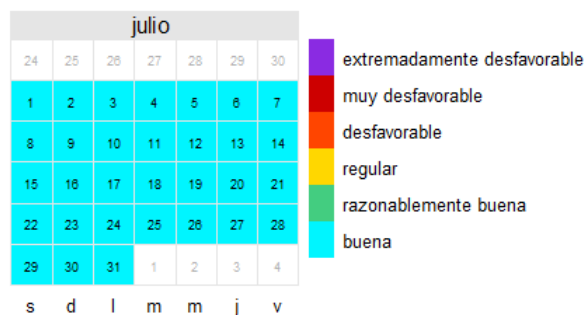 julio
24 25 26 27 28 29 30
1 2 3 4 5 6 7
8 9 10 11 12 13 14
15 16 17 18 19 20 21
22 23 24 25 26 27 28
29 30 31 1 2 3 4
s d l m m j v
extremadamente desfavorable
muy desfavorable
desfavorable
regular
razonablemente buena
buena